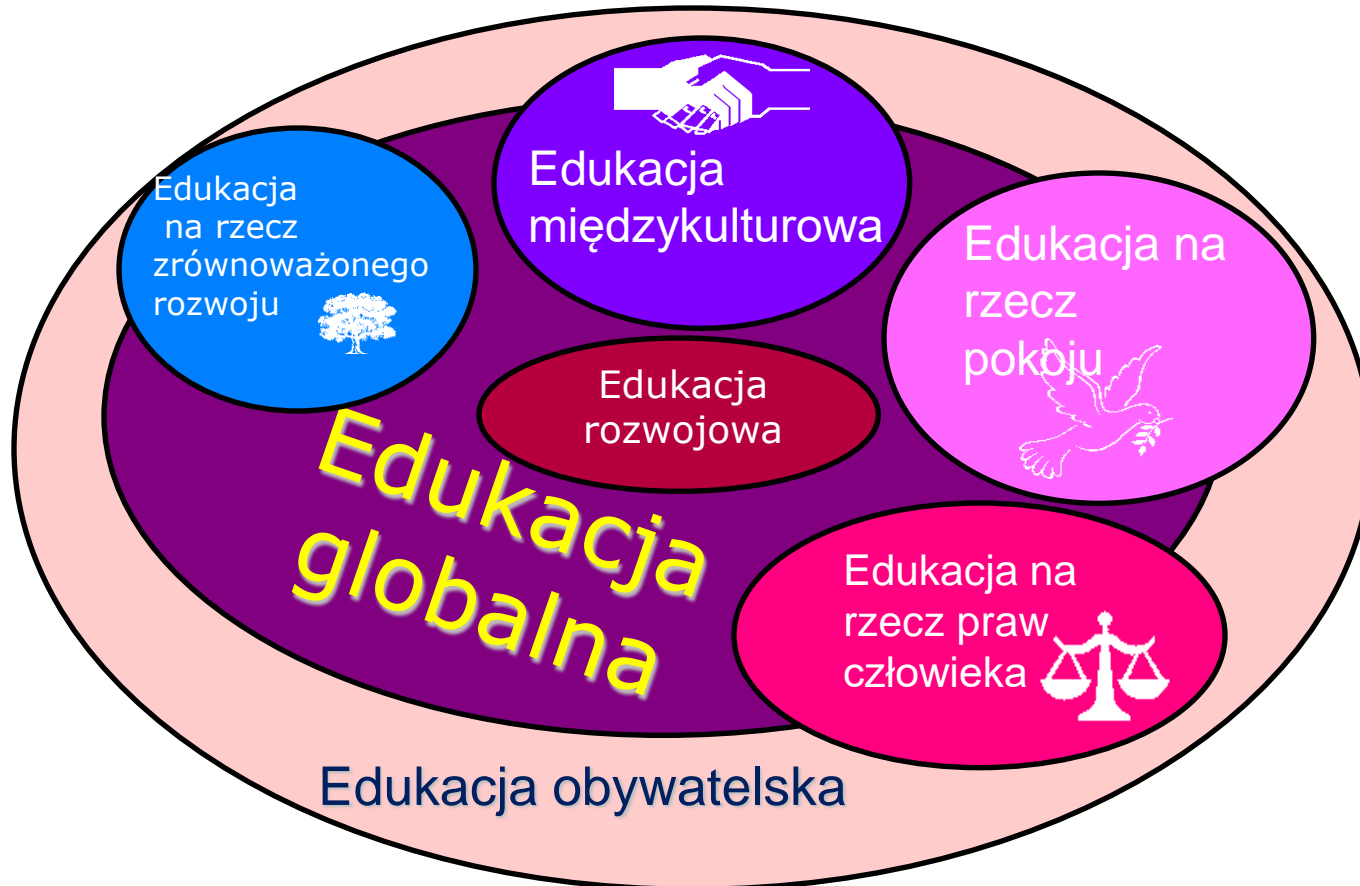 Edukacja
międzykulturowa
Edukacja
na rzecz
zrównoważonego
rozwoju
Edukacja na
rzecz
pokoju
Edukacja
rozwojowa
Edukacja
globalna
Edukacja na
rzecz praw
człowieka
Edukacja obywatelska